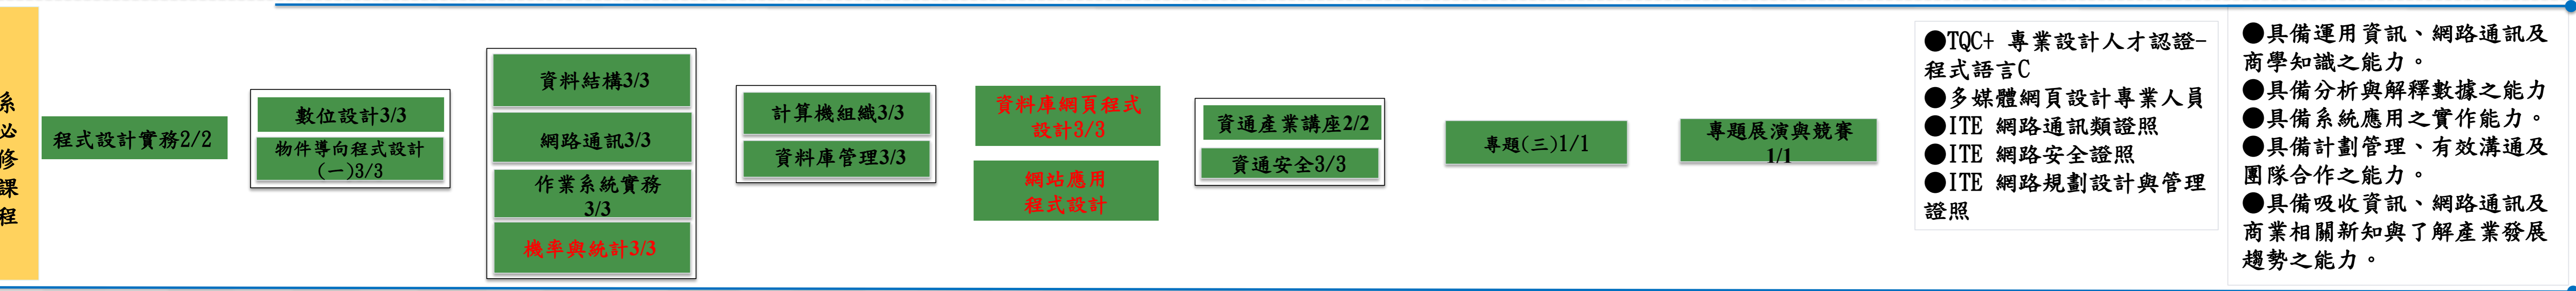 系
必
修
課
程
程式設計實務2/2
數位設計3/3
物件導向程式設計
(一)3/3
資料結構3/3
網路通訊3/3
作業系統實務
3/3
機率與統計3/3
計算機組織3/3
資料庫管理3/3
資料庫網頁程式
設計3/3
網站應用
程式設計
資通產業講座2/2
資通安全3/3
專題(三)1/1
專題展演與競賽
1/1
●TQC+ 專業設計人才認證-
程式語言C
●多媒體網頁設計專業人員
●ITE 網路通訊類證照
●ITE 網路安全證照
●ITE 網路規劃設計與管理
證照
●具備運用資訊、網路通訊及
商學知識之能力。
●具備分析與解釋數據之能力
●具備系統應用之實作能力。
●具備計劃管理、有效溝通及
團隊合作之能力。
●具備吸收資訊、網路通訊及
商業相關新知與了解產業發展
趨勢之能力。